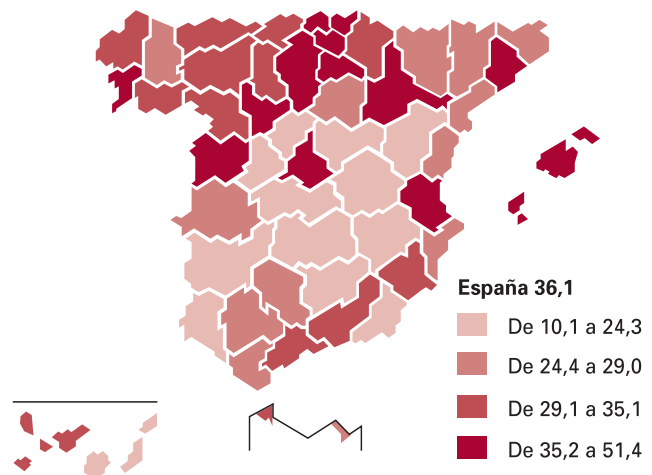 España 36,1
De 10,1 a 24,3
De 24,4 a 29,0
De 29,1 a 35,1
De 35,2 a 51,4